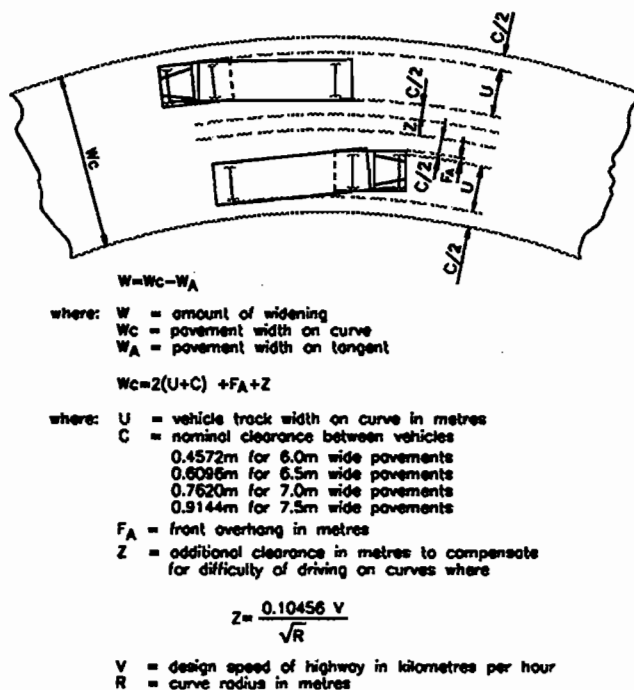 C/2
U
C/2
Z
Wc
C/2
FA
U
C/2
W=Wc-WA
where: W = amount of widening
Wc = pavement width on curve
WA = pavement width on tangent
Wc=2(U+C) +FA+Z
where: U = vehicle track width on curve in metres
C = nominal clearance between vehicles
0.4572m for 6.0m wide pavements
0.6096m for 6.5m wide pavements
0.7620m for 7.0m wide pavements
0.9144m for 7.5m wide pavements
FA = front overhang in metres
Z = additional clearance in metres to compensate
for difficulty of driving on curves where
Z= 0.10456 V
√R
V = design speed of highway in kilometres per hour
R = curve radius in metres